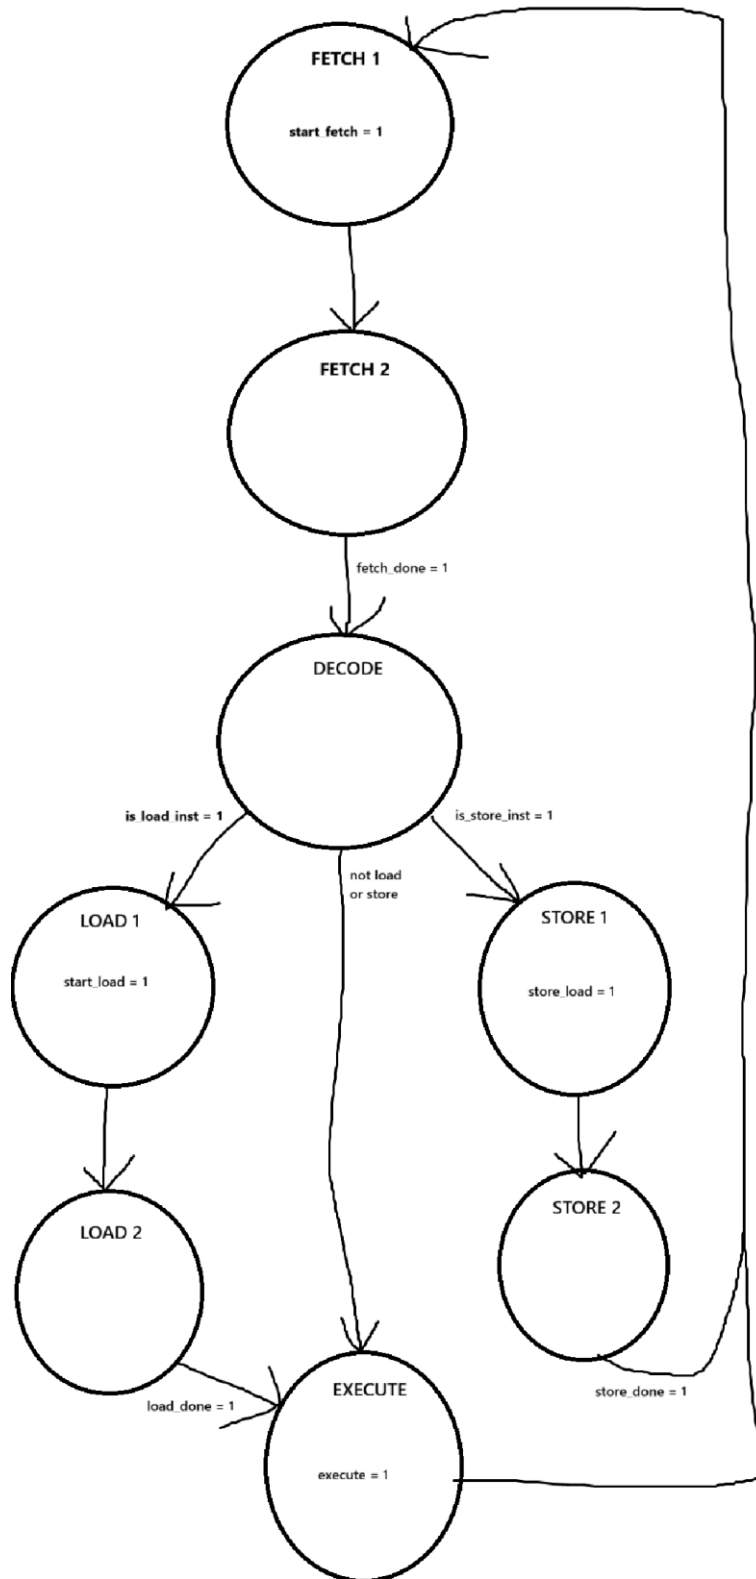 FETCH 1
start_fetch = 1
FETCH 2
fetch_done = 1
DECODE
is_load_inst = 1
is_store_inst = 1
not load
or store
LOAD 1
start_load = 1
STORE 1
store_load = 1
LOAD 2
STORE 2
load_done = 1
EXECUTE
store_done = 1
execute = 1